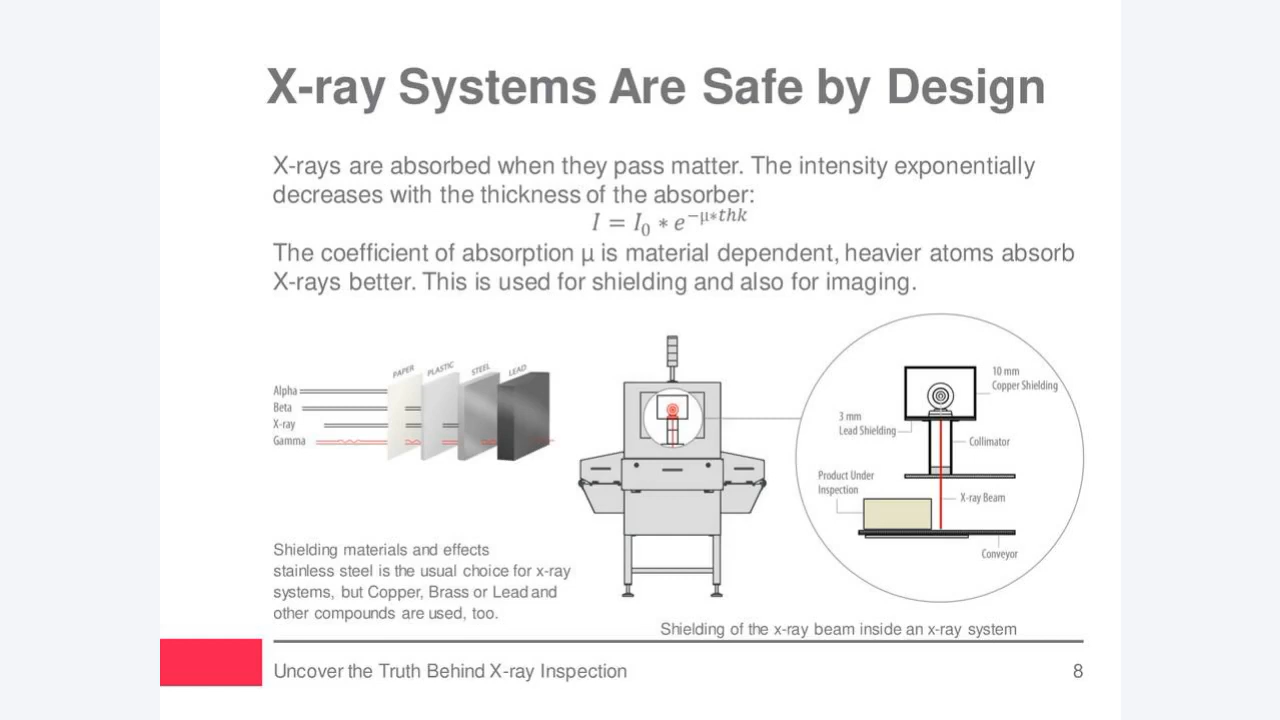 X-ray Systems Are Safe by Design
X-rays are absorbed when they pass matter. The intensity exponentially
decreases with the thickness of the absorber:
I = I₀ * e^(−μ*thk)
The coefficient of absorption μ is material dependent, heavier atoms absorb
X-rays better. This is used for shielding and also for imaging.
PAPER
PLASTIC
STEEL
LEAD
Alpha
Beta
X-ray
Gamma
10 mm
Copper Shielding
3 mm
Lead Shielding
Collimator
Product Under
Inspection
X-ray Beam
Conveyor
Shielding materials and effects
stainless steel is the usual choice for x-ray
systems, but Copper, Brass or Lead and
other compounds are used, too.
Shielding of the x-ray beam inside an x-ray system
Uncover the Truth Behind X-ray Inspection
8